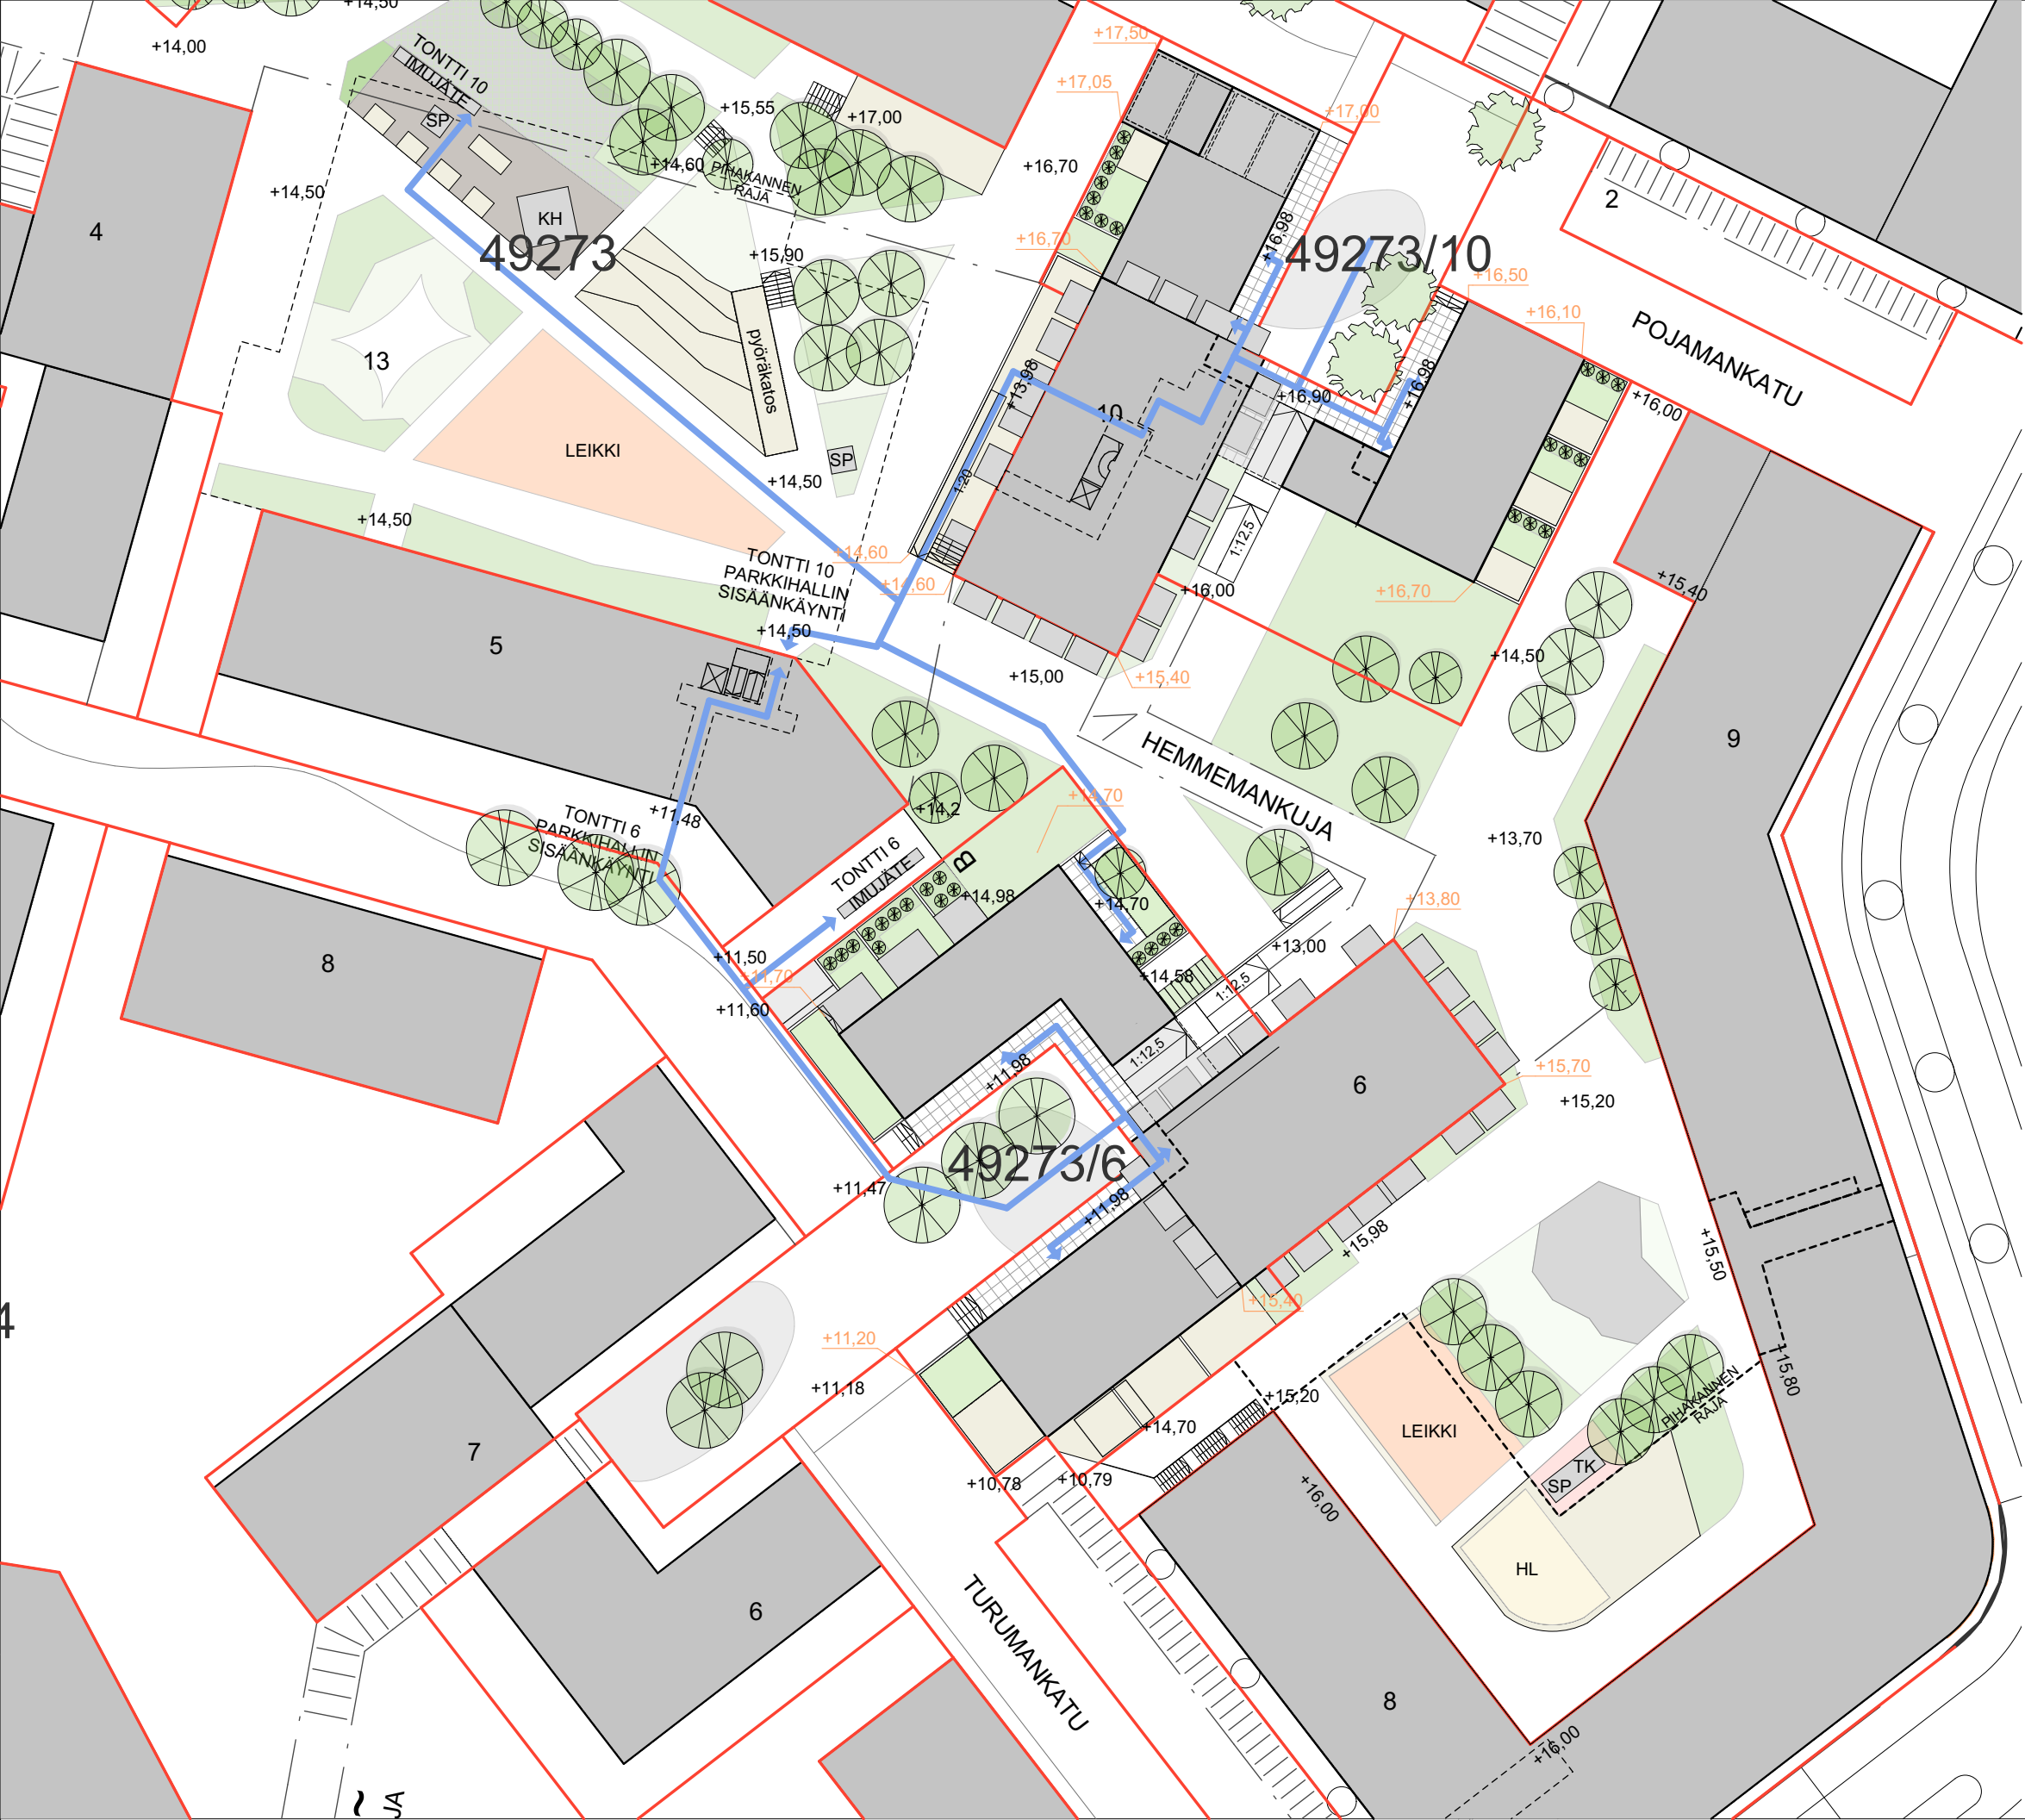 +14,50
+14,00
TONTTI 10
IMUJÄTE
SP
+15,55
+17,00
+14,60
PIHAKANNEN
RAJA
+14,50
KH
49273
+15,90
4
13
pyöräkatos
LEIKKI
SP
+14,50
+14,50
+17,50
+17,05
+17,00
+16,70
+16,70
+16,98
49273/10
+16,50
+16,10
2
POJAMANKATU
+13,98
10
+16,90
+16,98
+16,00
1:20
1:12,5
+14,60
+14,60
TONTTI 10
PARKKIHALLIN
SISÄÄNKÄYNTI
+14,50
+16,00
+16,70
+15,40
5
+15,00
+15,40
+14,50
9
HEMMEMANKUJA
+14,70
+14,2
+11,48
TONTTI 6
PARKKIHALLIN
SISÄÄNKÄYNTI
TONTTI 6
IMUJÄTE
B
+14,98
+14,70
+13,70
+13,80
8
+11,50
+11,70
+11,60
+14,58
+13,00
1:12,5
1:12,5
+11,98
6
+15,70
+15,20
49273/6
+11,47
+11,98
+15,98
+15,50
+15,40
4
+11,20
+11,18
+15,20
+15,80
PIHAKANNEN
RAJA
LEIKKI
TK
SP
+14,70
+10,78
+10,79
+16,00
7
HL
6
TURUMANKATU
8
+16,00
JA